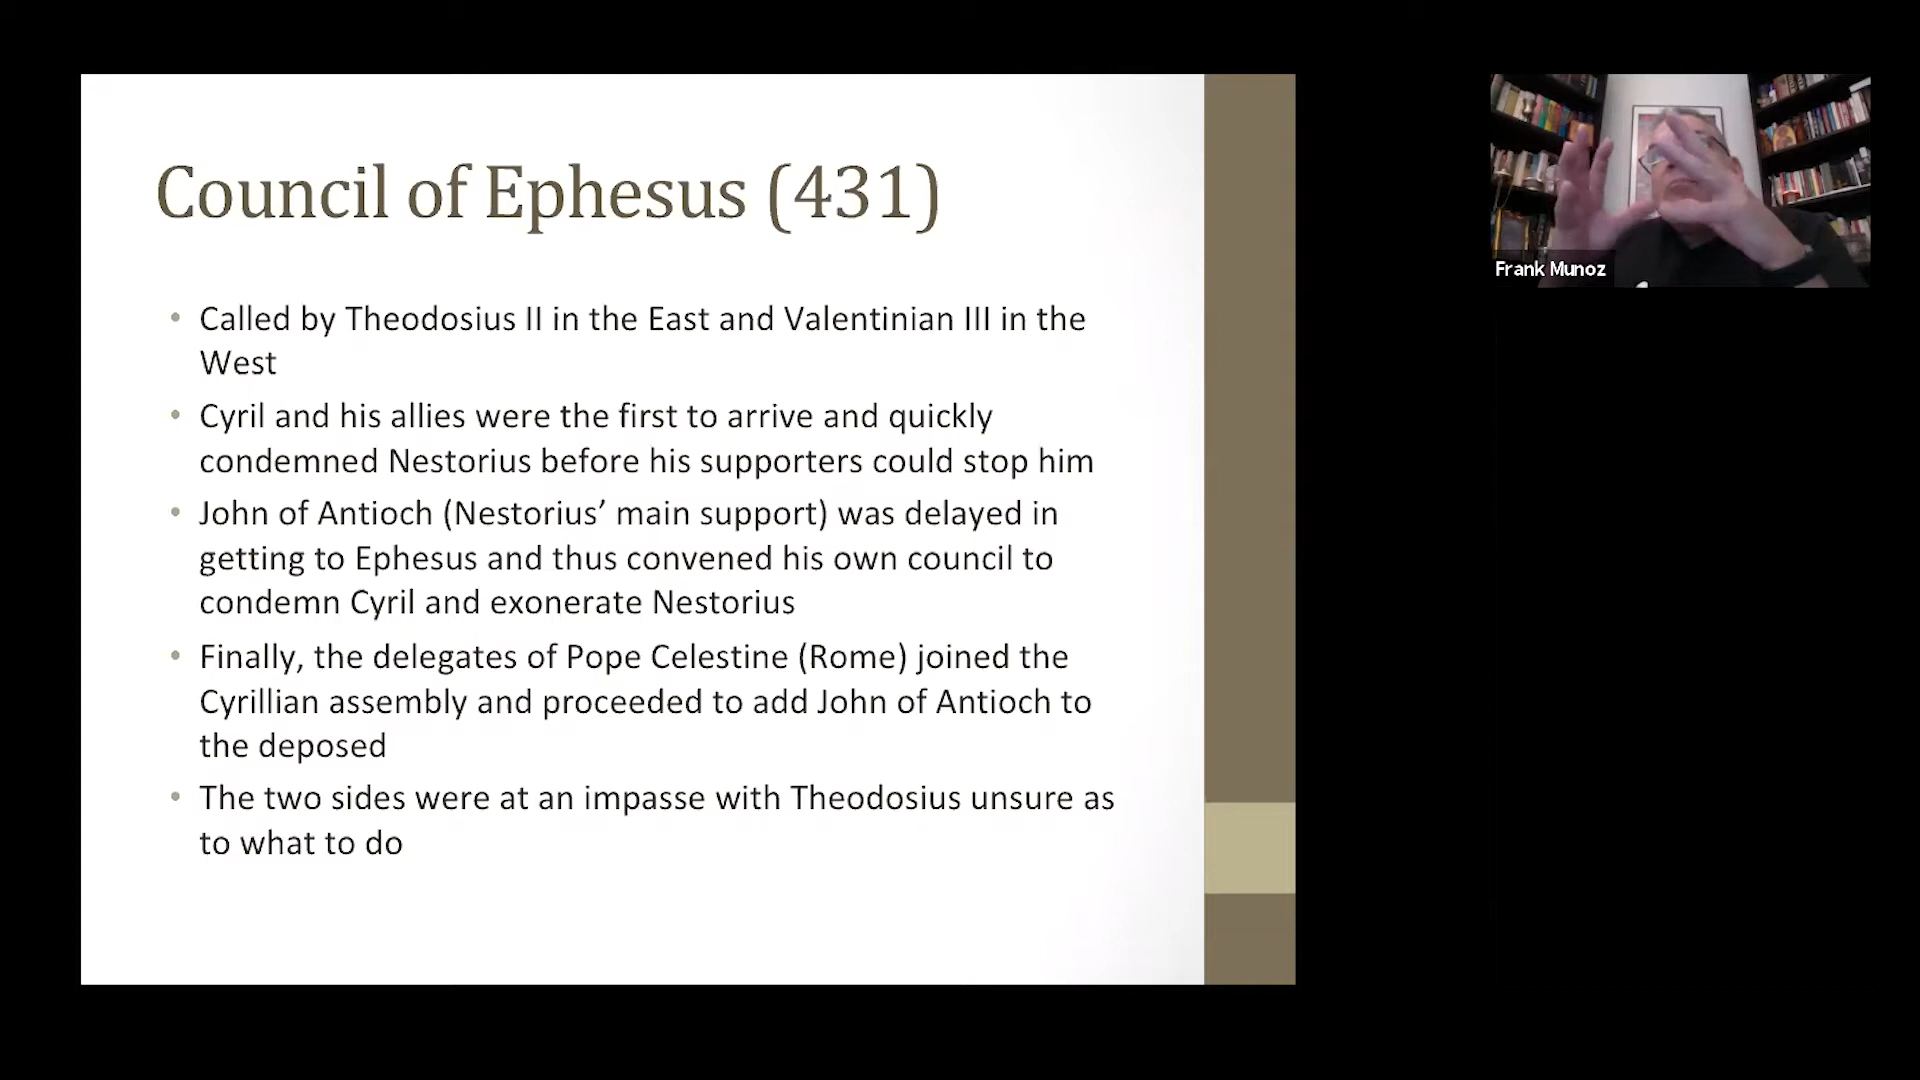 Council of Ephesus (431)
• Called by Theodosius II in the East and Valentinian III in the
West
• Cyril and his allies were the first to arrive and quickly
condemned Nestorius before his supporters could stop him
• John of Antioch (Nestorius’ main support) was delayed in
getting to Ephesus and thus convened his own council to
condemn Cyril and exonerate Nestorius
• Finally, the delegates of Pope Celestine (Rome) joined the
Cyrillian assembly and proceeded to add John of Antioch to
the deposed
• The two sides were at an impasse with Theodosius unsure as
to what to do
Frank Munoz